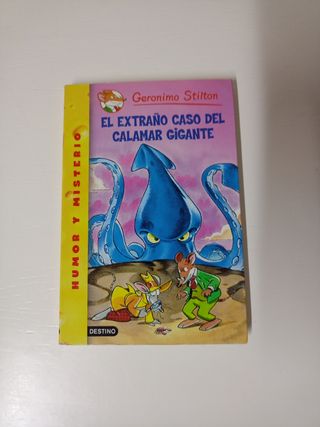 Geronimo Stilton
EL EXTRAÑO CASO DEL
CALAMAR GIGANTE
HUMOR Y MISTERIO
DESTINO